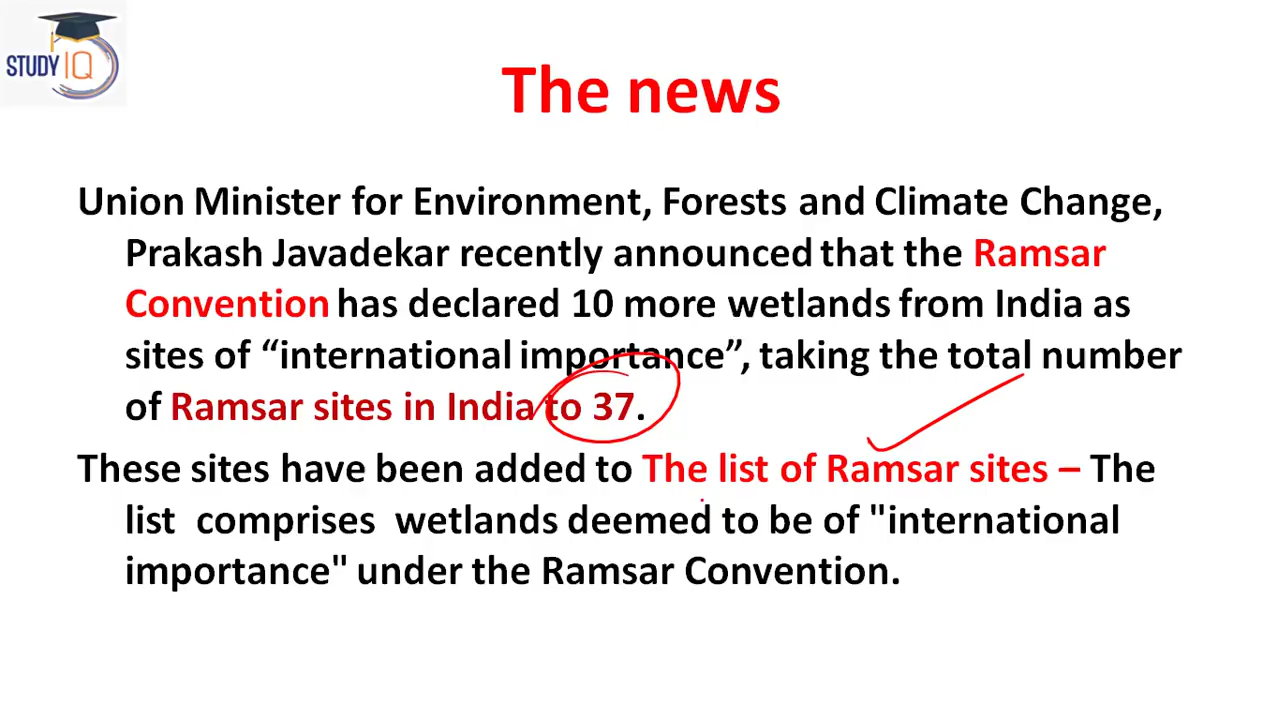 STUDY IQ
The news
Union Minister for Environment, Forests and Climate Change,
Prakash Javadekar recently announced that the Ramsar
Convention has declared 10 more wetlands from India as
sites of “international importance”, taking the total number
of Ramsar sites in India to 37.
These sites have been added to The list of Ramsar sites – The
list comprises wetlands deemed to be of "international
importance" under the Ramsar Convention.